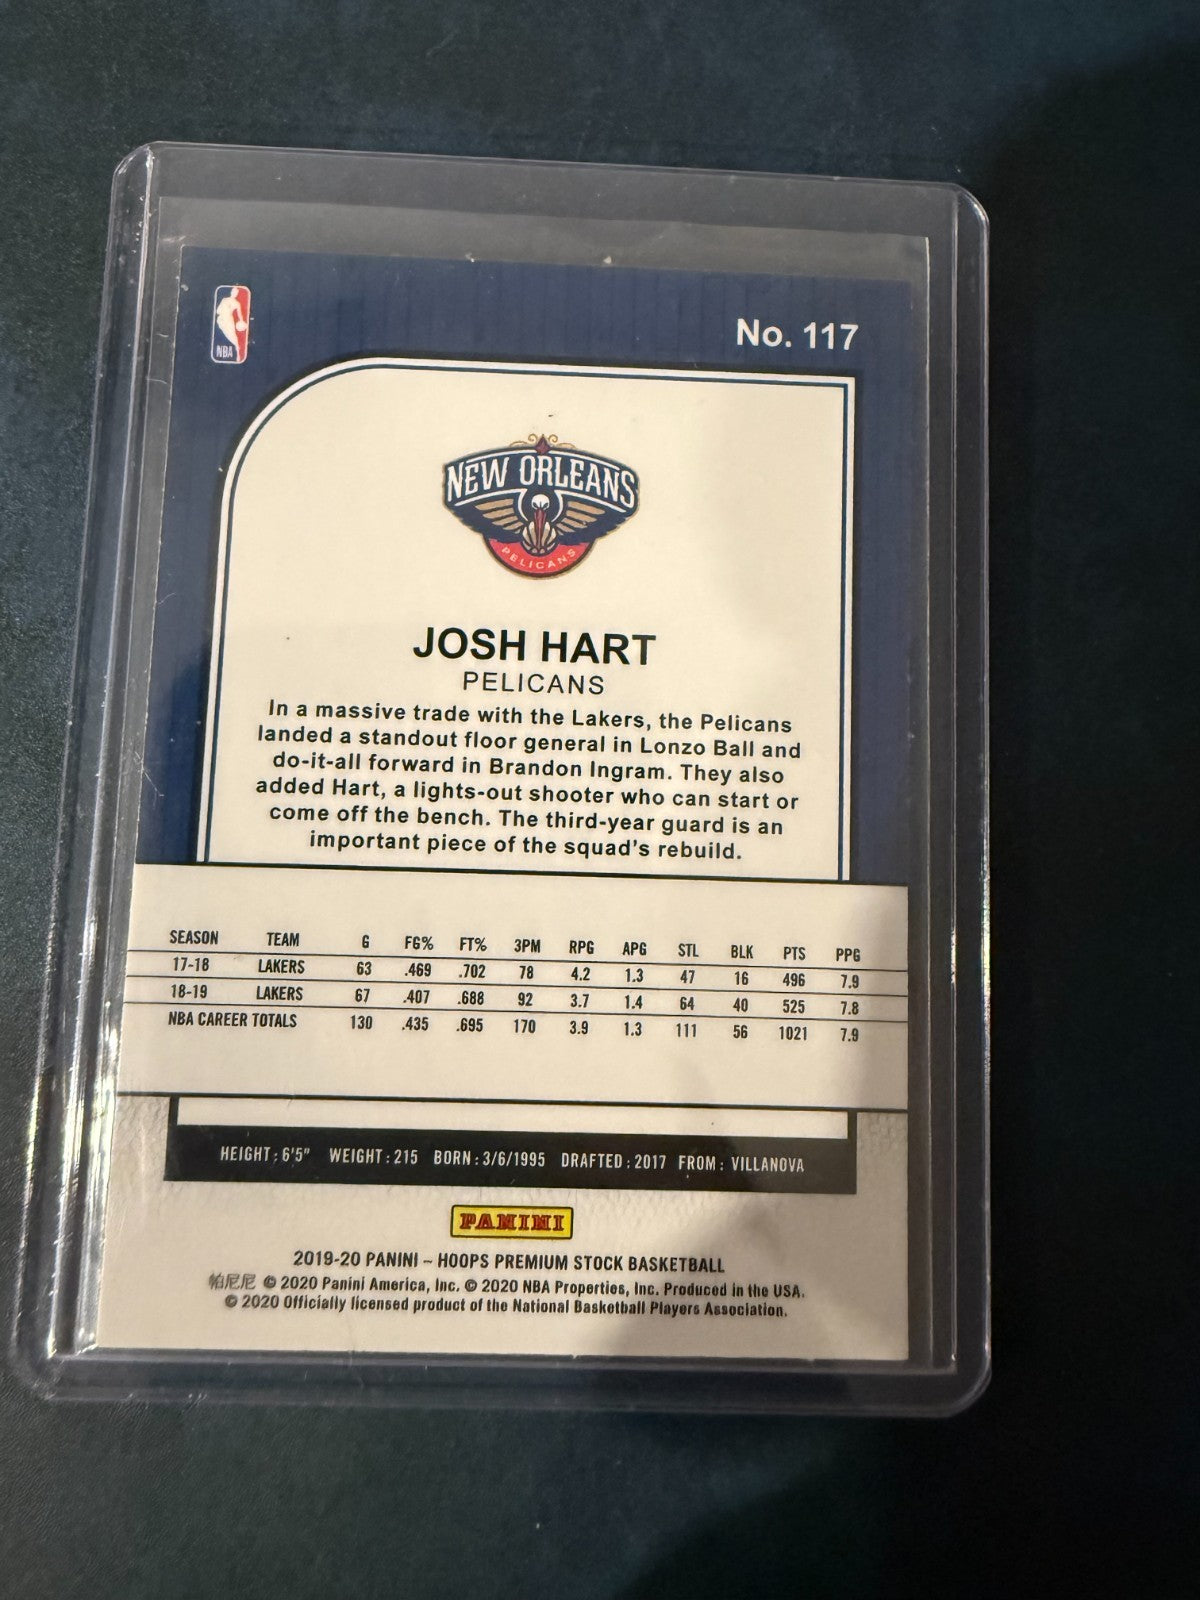 NBA
No. 117
NEW ORLEANS
PELICANS
JOSH HART
PELICANS
In a massive trade with the Lakers, the Pelicans
landed a standout floor general in Lonzo Ball and
do-it-all forward in Brandon Ingram. They also
added Hart, a lights-out shooter who can start or
come off the bench. The third-year guard is an
important piece of the squad's rebuild.
SEASON TEAM G FG% FT% 3PM RPG APG STL BLK PTS PPG
17-18 LAKERS 63 .469 .702 78 4.2 1.3 47 16 496 7.9
18-19 LAKERS 67 .407 .688 92 3.7 1.4 64 40 525 7.8
NBA CAREER TOTALS 130 .435 .695 170 3.9 1.3 111 56 1021 7.9
HEIGHT: 6'5" WEIGHT: 215 BORN: 3/6/1995 DRAFTED: 2017 FROM: VILLANOVA
PANINI
2019-20 PANINI – HOOPS PREMIUM STOCK BASKETBALL
帕尼尼 © 2020 Panini America, Inc. © 2020 NBA Properties, Inc. Produced in the USA.
© 2020 Officially licensed product of the National Basketball Players Association.